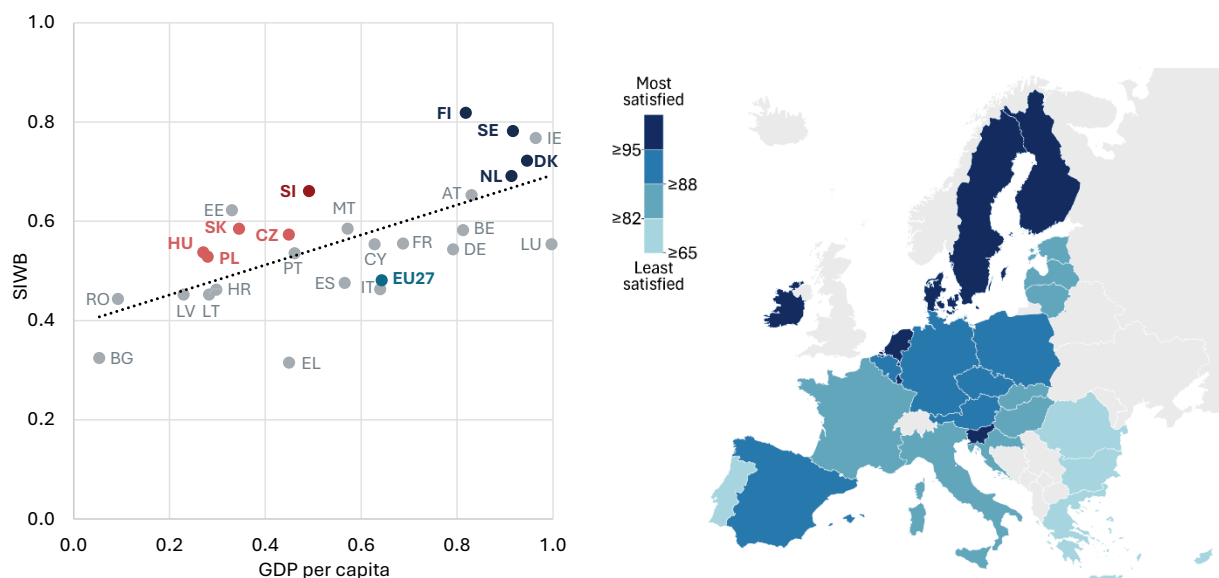 1.0
0.8
0.6
0.4
0.2
0.0
SIWB
0.0
0.2
0.4
0.6
0.8
1.0
GDP per capita
FI
SE
IE
DK
NL
SI
AT
EE
MT
SK
CZ
BE
HU
PL
PT
CY
FR
DE
LU
ES
IT
EU27
RO
LV
LT
HR
BG
EL
Most
satisfied
≥95
≥88
≥82
≥65
Least
satisfied